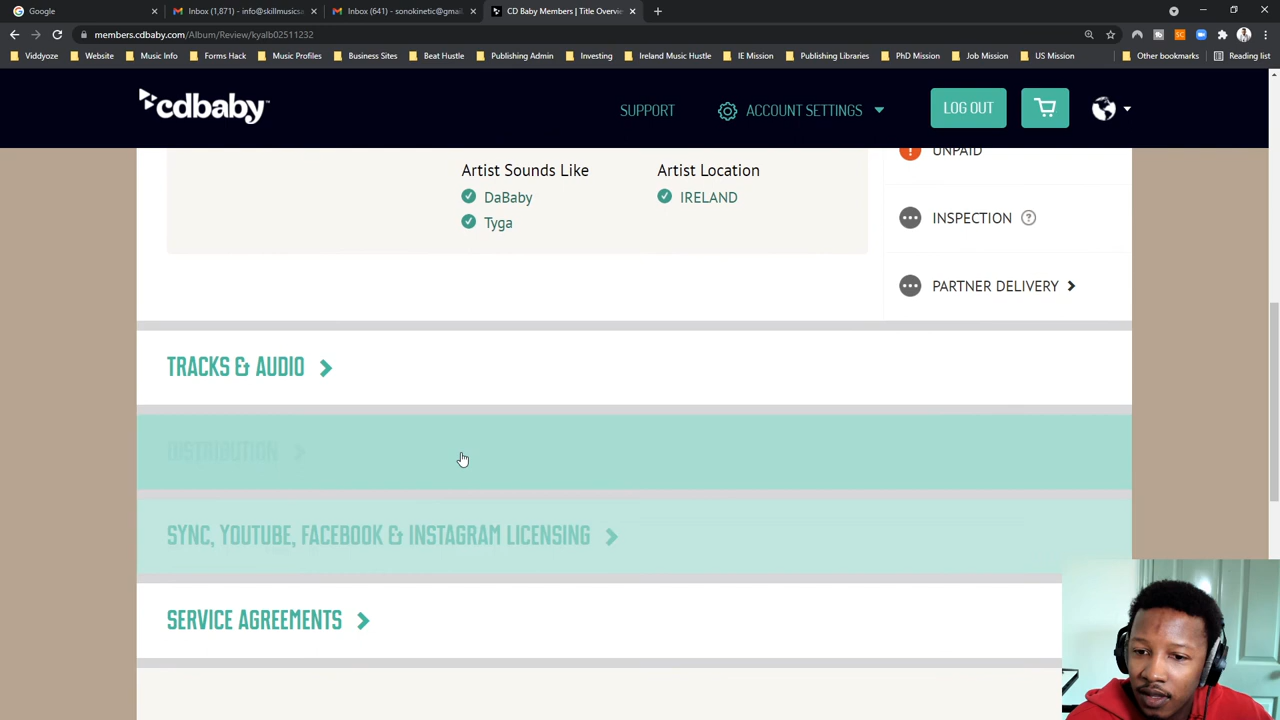 Google
Inbox (1,871) - info@skillmusics
Inbox (641) - sonokinetic@gmail
CD Baby Members | Title Overvi
members.cdbaby.com/Album/Review/kyalb02511232
Viddyoze
Website
Music Info
Forms Hack
Music Profiles
Business Sites
Beat Hustle
Publishing Admin
Investing
Ireland Music Hustle
IE Mission
Publishing Libraries
PhD Mission
Job Mission
US Mission
Other bookmarks
Reading list
cdbaby
SUPPORT
ACCOUNT SETTINGS
LOG OUT
Artist Sounds Like
DaBaby
Tyga
Artist Location
IRELAND
UNPAID
INSPECTION ?
PARTNER DELIVERY
TRACKS & AUDIO
DISTRIBUTION
SYNC, YOUTUBE, FACEBOOK & INSTAGRAM LICENSING
SERVICE AGREEMENTS